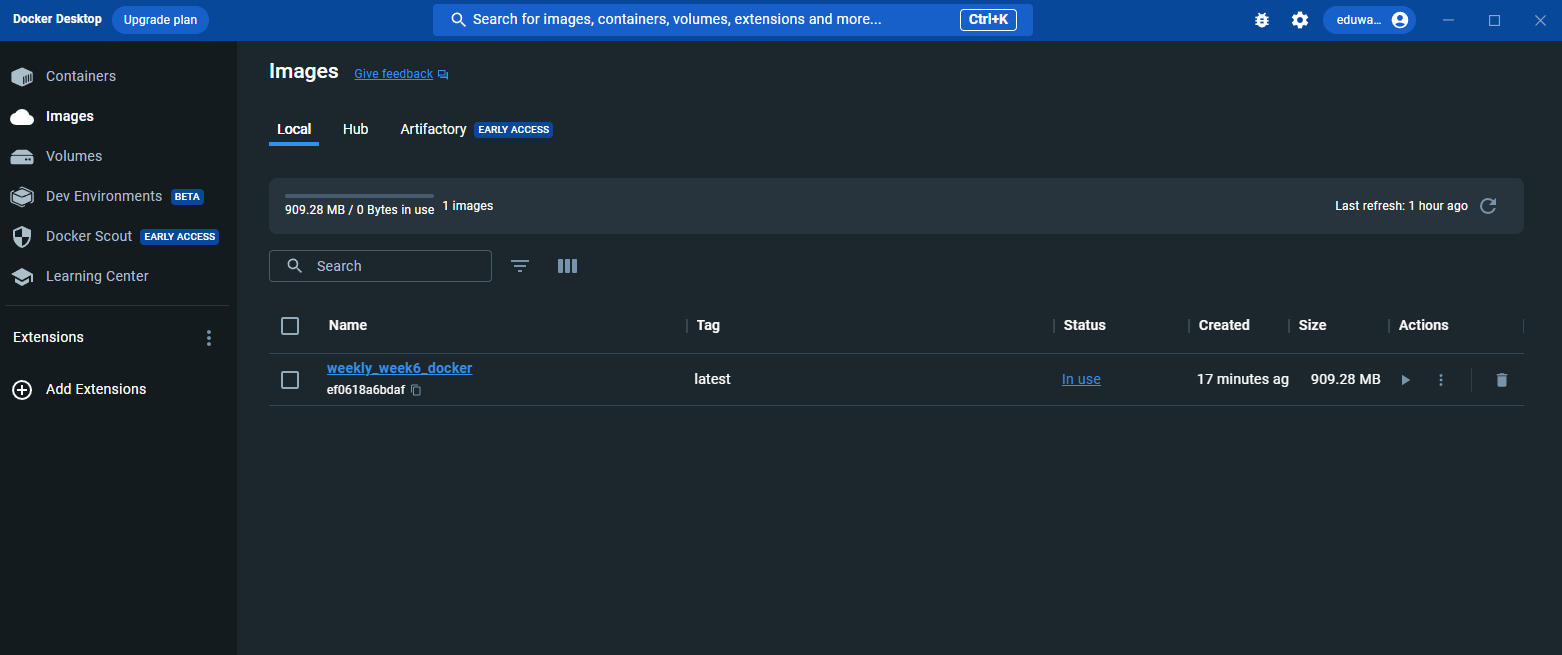 Docker Desktop Upgrade plan Search for images, containers, volumes, extensions and more... Ctrl+K eduwa...
Containers
Images
Volumes
Dev Environments BETA
Docker Scout EARLY ACCESS
Learning Center
Extensions
Add Extensions
Images Give feedback
Local Hub Artifactory EARLY ACCESS
909.28 MB / 0 Bytes in use 1 images Last refresh: 1 hour ago
Search
Name Tag Status Created Size Actions
weekly_week6_docker latest In use 17 minutes ag 909.28 MB
ef0618a6bdaf